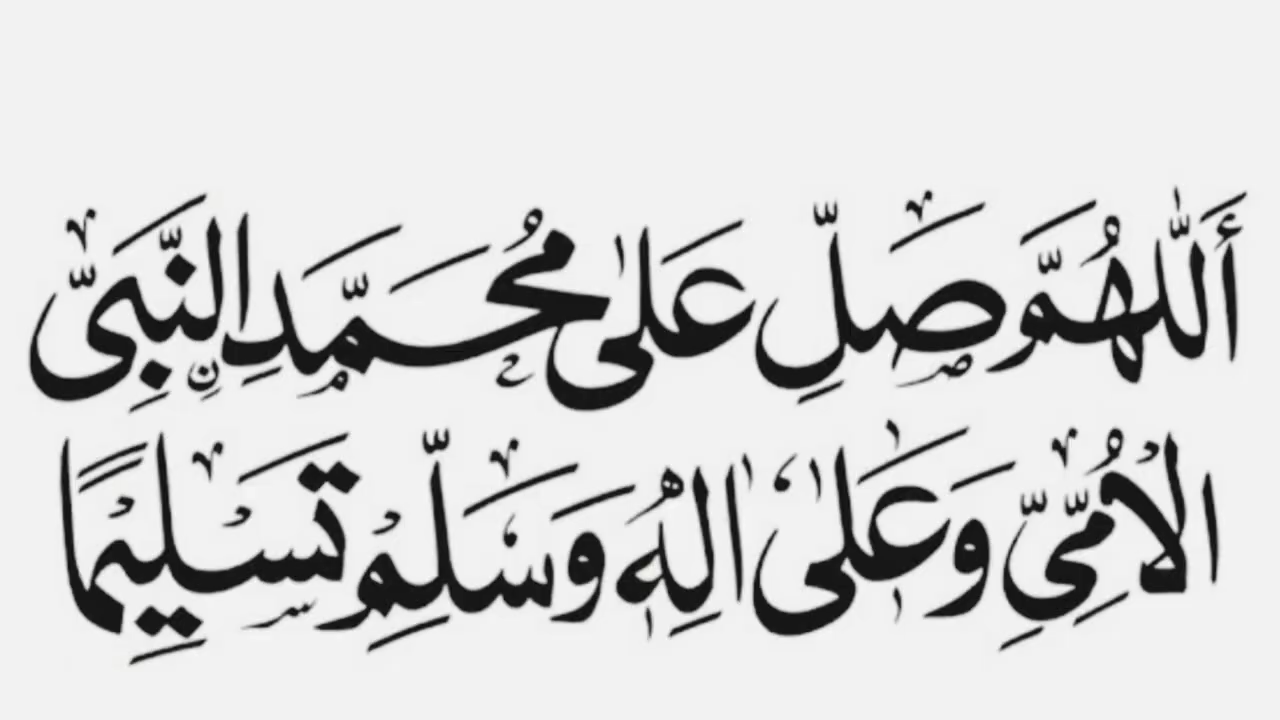 أَللّٰهُمَّ صَلِّ عَلٰى مُحَمَّدِ النَّبِىِّ
الْاُمِّىِّ وَعَلٰى اٰلِهٖ وَسَلِّمْ تَسْلِيْمًا